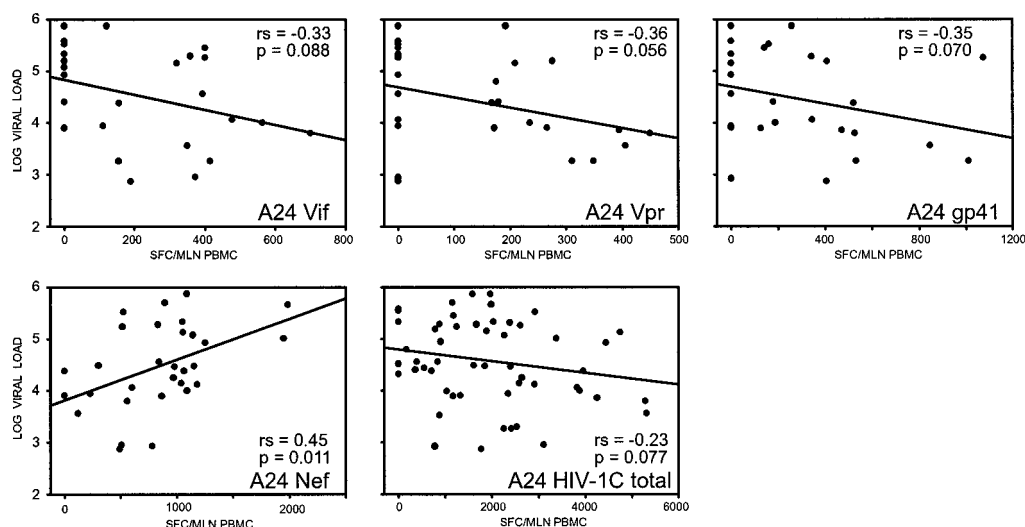 6
5
4
3
2
LOG VIRAL LOAD
rs = -0.33
p = 0.088
A24 Vif
0 200 400 600 800
SFC/MLN PBMC
rs = -0.36
p = 0.056
A24 Vpr
0 100 200 300 400 500
SFC/MLN PBMC
rs = -0.35
p = 0.070
A24 gp41
0 400 800 1200
SFC/MLN PBMC
6
5
4
3
2
LOG VIRAL LOAD
rs = 0.45
p = 0.011
A24 Nef
0 1000 2000
SFC/MLN PBMC
rs = -0.23
p = 0.077
A24 HIV-1C total
0 2000 4000 6000
SFC/MLN PBMC